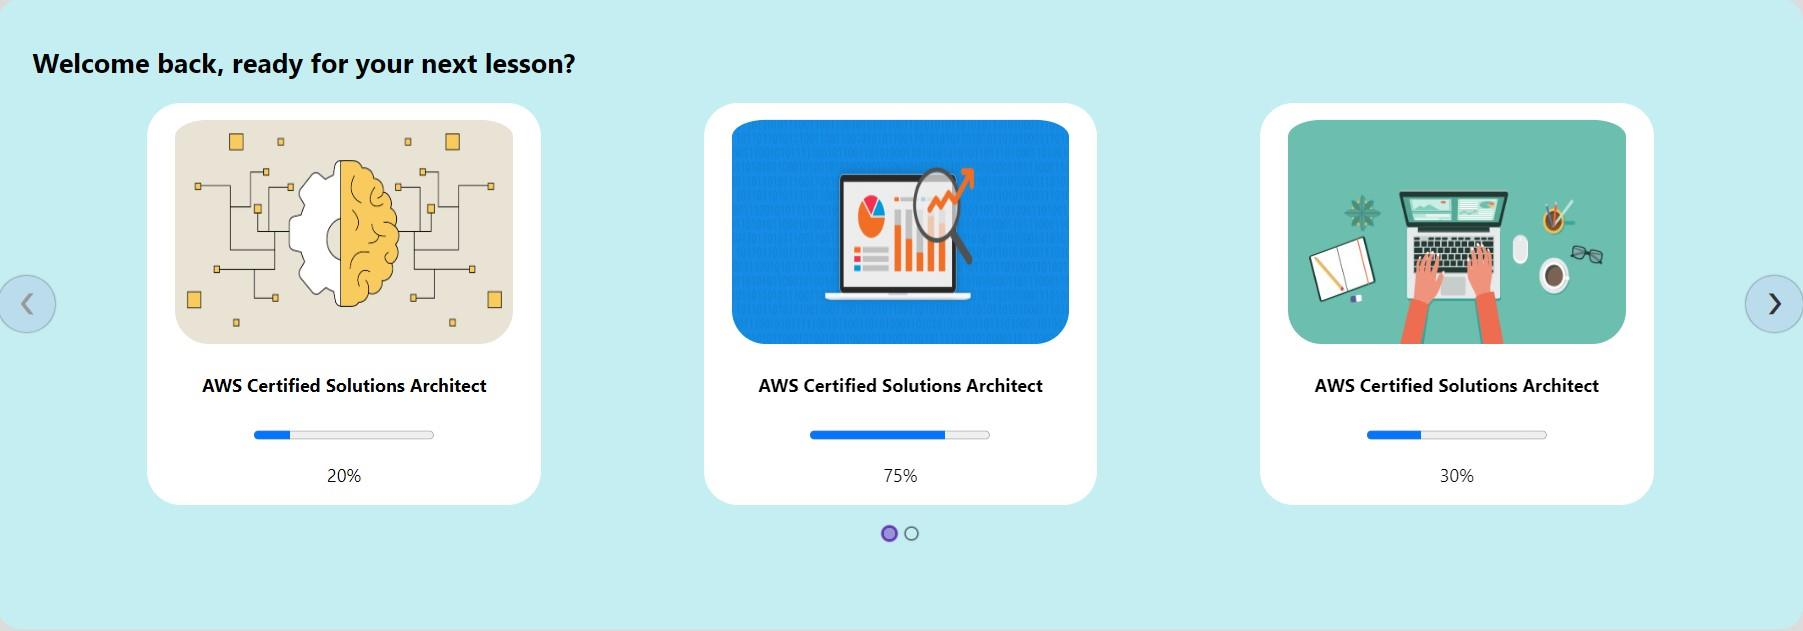 Welcome back, ready for your next lesson?
AWS Certified Solutions Architect
20%
AWS Certified Solutions Architect
75%
AWS Certified Solutions Architect
30%